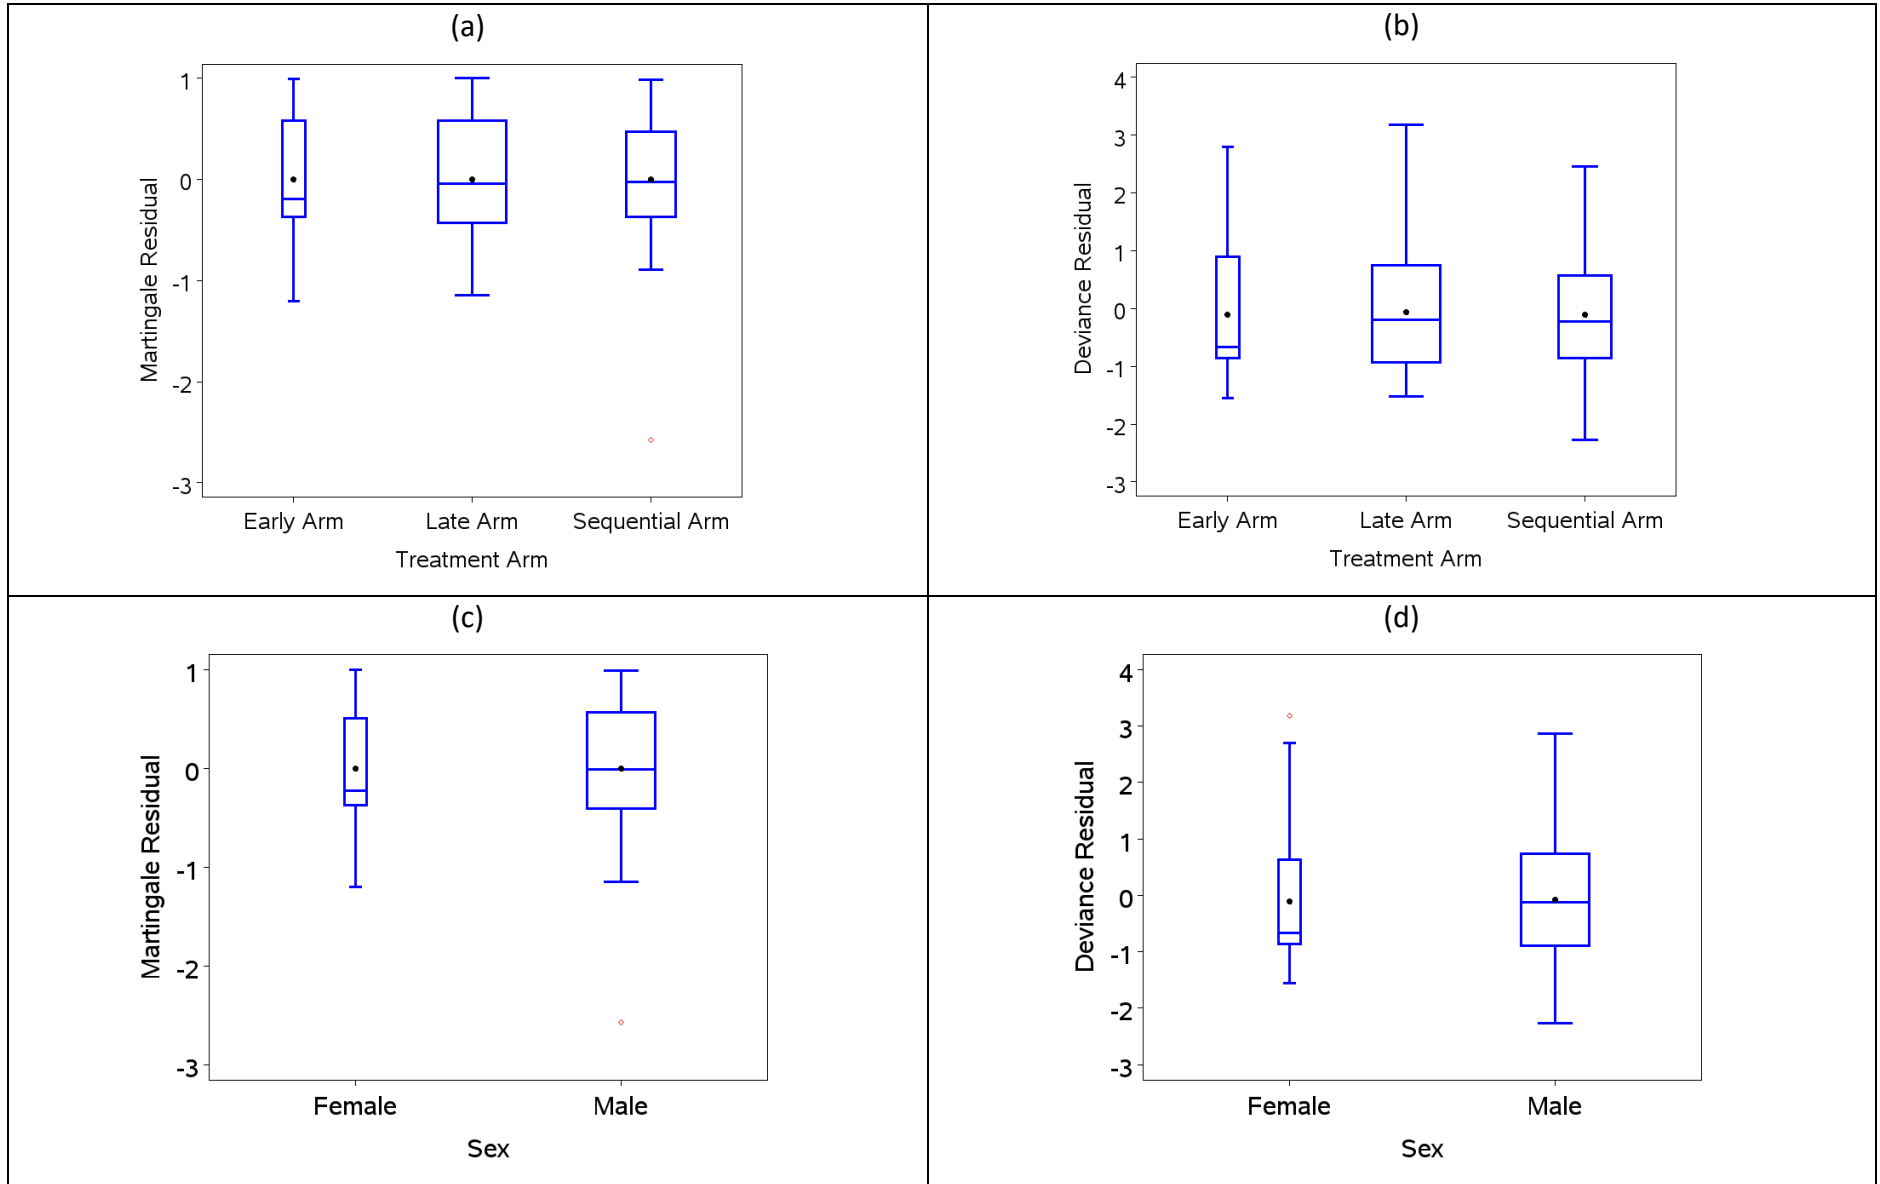 (a)
Martingale Residual
1
0
-1
-2
-3
Early Arm Late Arm Sequential Arm
Treatment Arm
(b)
Deviance Residual
4
3
2
1
0
-1
-2
-3
Early Arm Late Arm Sequential Arm
Treatment Arm
(c)
Martingale Residual
1
0
-1
-2
-3
Female Male
Sex
(d)
Deviance Residual
4
3
2
1
0
-1
-2
-3
Female Male
Sex